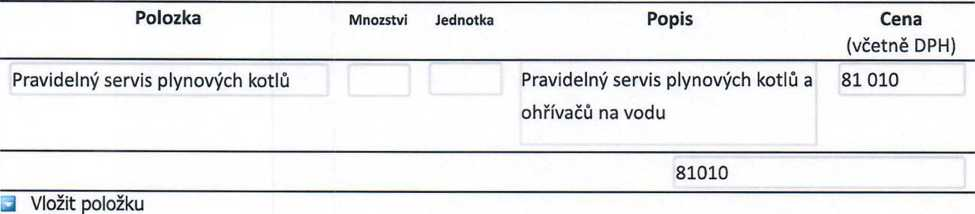 Polozka Mnozstvi Jednotka Popis Cena
(včetně DPH)
Pravidelný servis plynových kotlů Pravidelný servis plynových kotlů a 81 010
ohřívačů na vodu
81010
Vložit položku